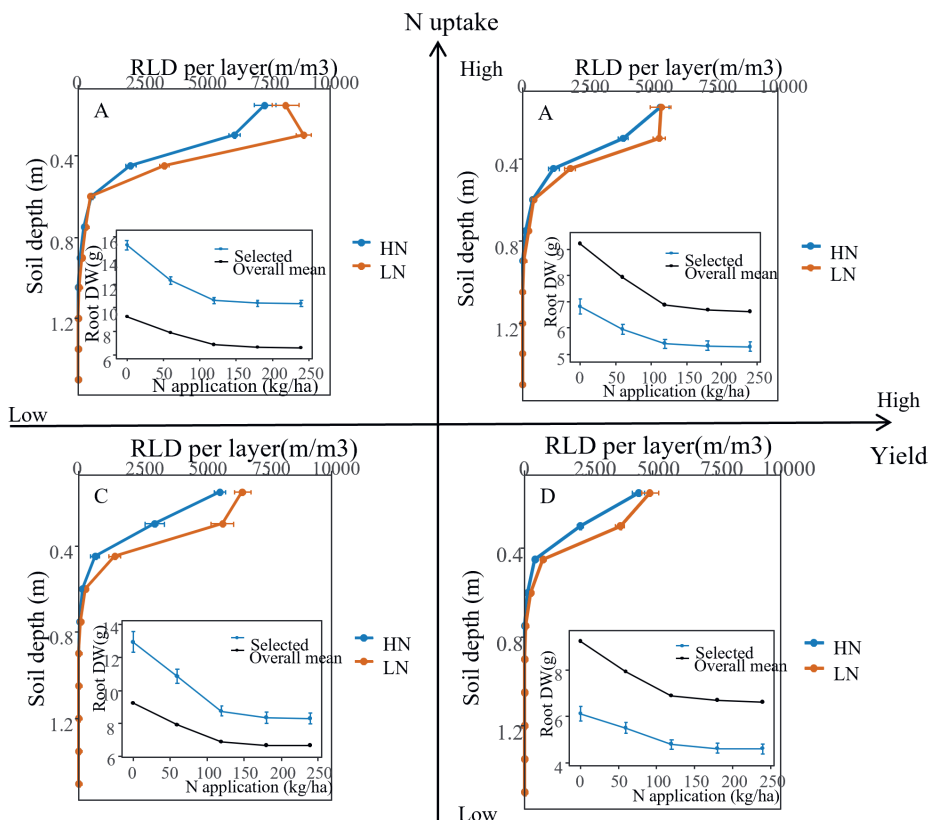 N uptake
High
RLD per layer(m/m3)
0 2500 5000 7500 10000
A
0.4
0.8
1.2
Soil depth (m)
HN
LN
16
14
12
10
8
6
Root DW(g)
Selected
Overall mean
0 50 100 150 200 250
N application (kg/ha)
RLD per layer(m/m3)
0 2500 5000 7500 10000
A
0.4
0.8
1.2
Soil depth (m)
HN
LN
9
8
7
6
5
Root DW(g)
Selected
Overall mean
0 50 100 150 200 250
N application (kg/ha)
Low
High
Yield
RLD per layer(m/m3)
0 2500 5000 7500 10000
C
0.4
0.8
1.2
Soil depth (m)
HN
LN
14
12
10
8
6
Root DW(g)
Selected
Overall mean
0 50 100 150 200 250
N application (kg/ha)
RLD per layer(m/m3)
0 2500 5000 7500 10000
D
0.4
0.8
1.2
Soil depth (m)
HN
LN
8
6
4
Root DW(g)
Selected
Overall mean
0 50 100 150 200 250
N application (kg/ha)
Low